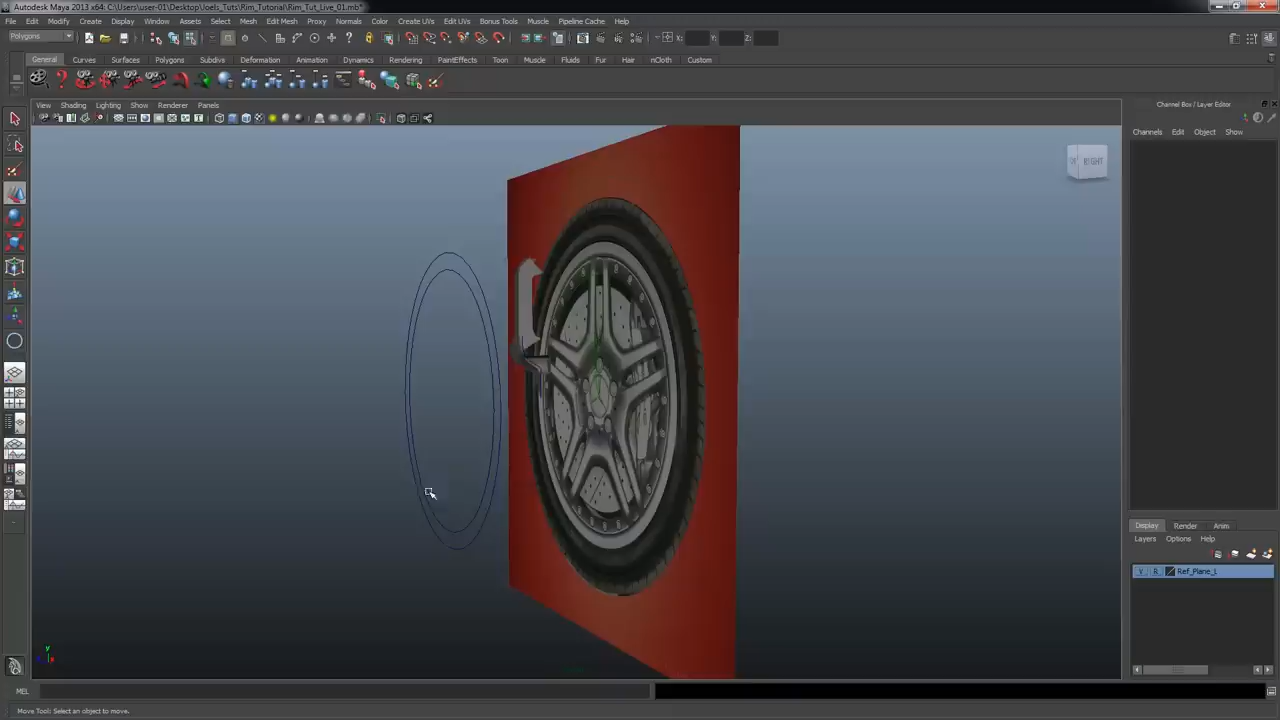 Autodesk Maya 2013 x64: C:\Users\user-01\Desktop\Joels_Tuts\Rim_Tutorial\Rim_Tut_Live_01.mb*
File Edit Modify Create Display Window Assets Select Mesh Edit Mesh Proxy Normals Color Create UVs Edit UVs Bonus Tools Muscle Pipeline Cache Help
Polygons X: Y: Z:
General Curves Surfaces Polygons Subdivs Deformation Animation Dynamics Rendering PaintEffects Toon Muscle Fluids Fur Hair nCloth Custom
View Shading Lighting Show Renderer Panels
Channel Box / Layer Editor
Channels Edit Object Show
RIGHT
Display Render Anim
Layers Options Help
V R Ref_Plane_L
y
MEL
Move Tool: Select an object to move.